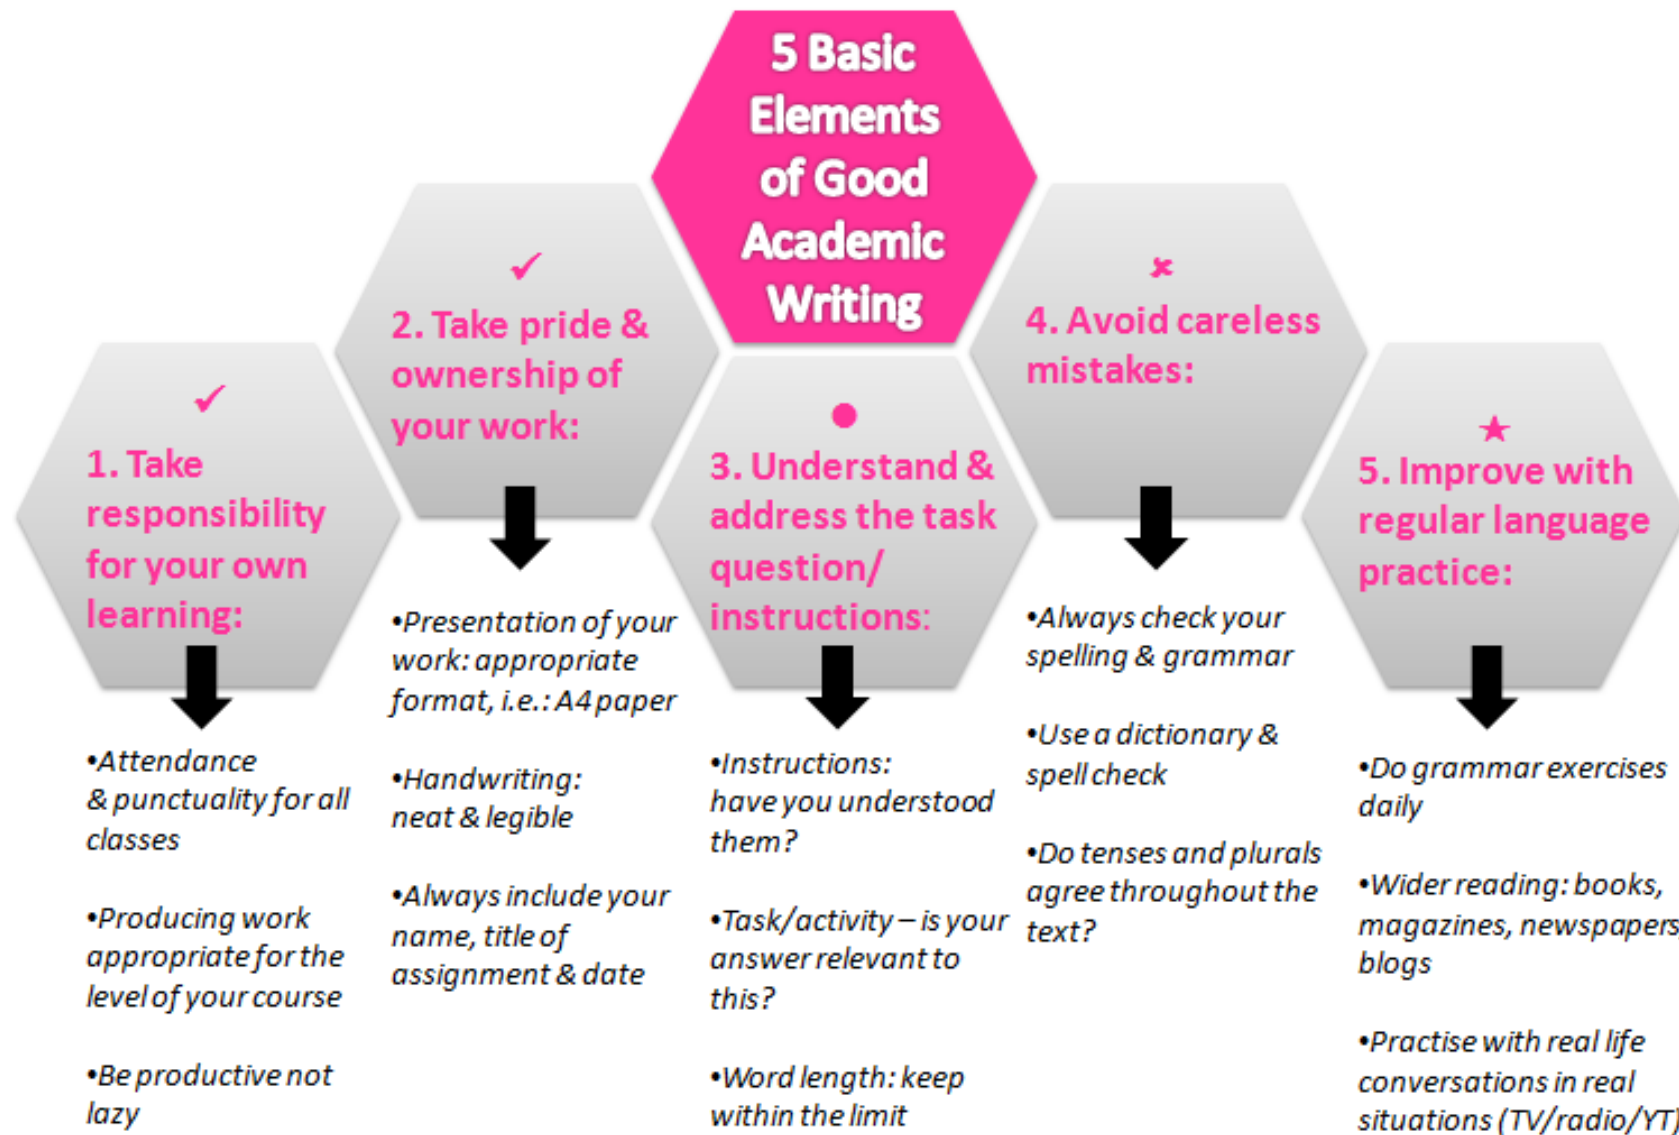 5 Basic
Elements
of Good
Academic
Writing
1. Take
responsibility
for your own
learning:
•Attendance
& punctuality for all
classes
•Producing work
appropriate for the
level of your course
•Be productive not
lazy
2. Take pride &
ownership of
your work:
•Presentation of your
work: appropriate
format, i.e.: A4 paper
•Handwriting:
neat & legible
•Always include your
name, title of
assignment & date
3. Understand &
address the task
question/
instructions:
•Instructions:
have you understood
them?
•Task/activity – is your
answer relevant to
this?
•Word length: keep
within the limit
4. Avoid careless
mistakes:
•Always check your
spelling & grammar
•Use a dictionary &
spell check
•Do tenses and plurals
agree throughout the
text?
5. Improve with
regular language
practice:
•Do grammar exercises
daily
•Wider reading: books,
magazines, newspapers,
blogs
•Practise with real life
conversations in real
situations (TV/radio/YT)